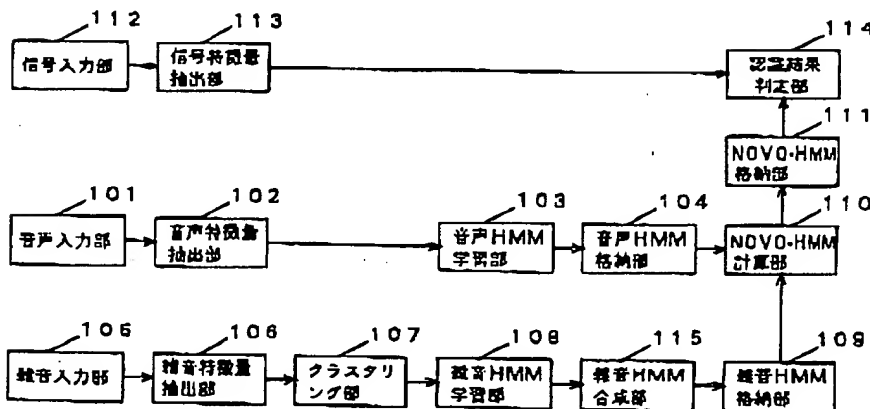 112
113
114
信号入力部
信号特徴量
抽出部
認識結果
判定部
111
NOVO・HMM
格納部
101
102
103
104
110
音声入力部
音声特徴量
抽出部
音声HMM
学習部
音声HMM
格納部
NOVO・HMM
計算部
105
106
107
108
115
109
雑音入力部
雑音特徴量
抽出部
クラスタリ
ング部
雑音HMM
学習部
雑音HMM
合成部
雑音HMM
格納部